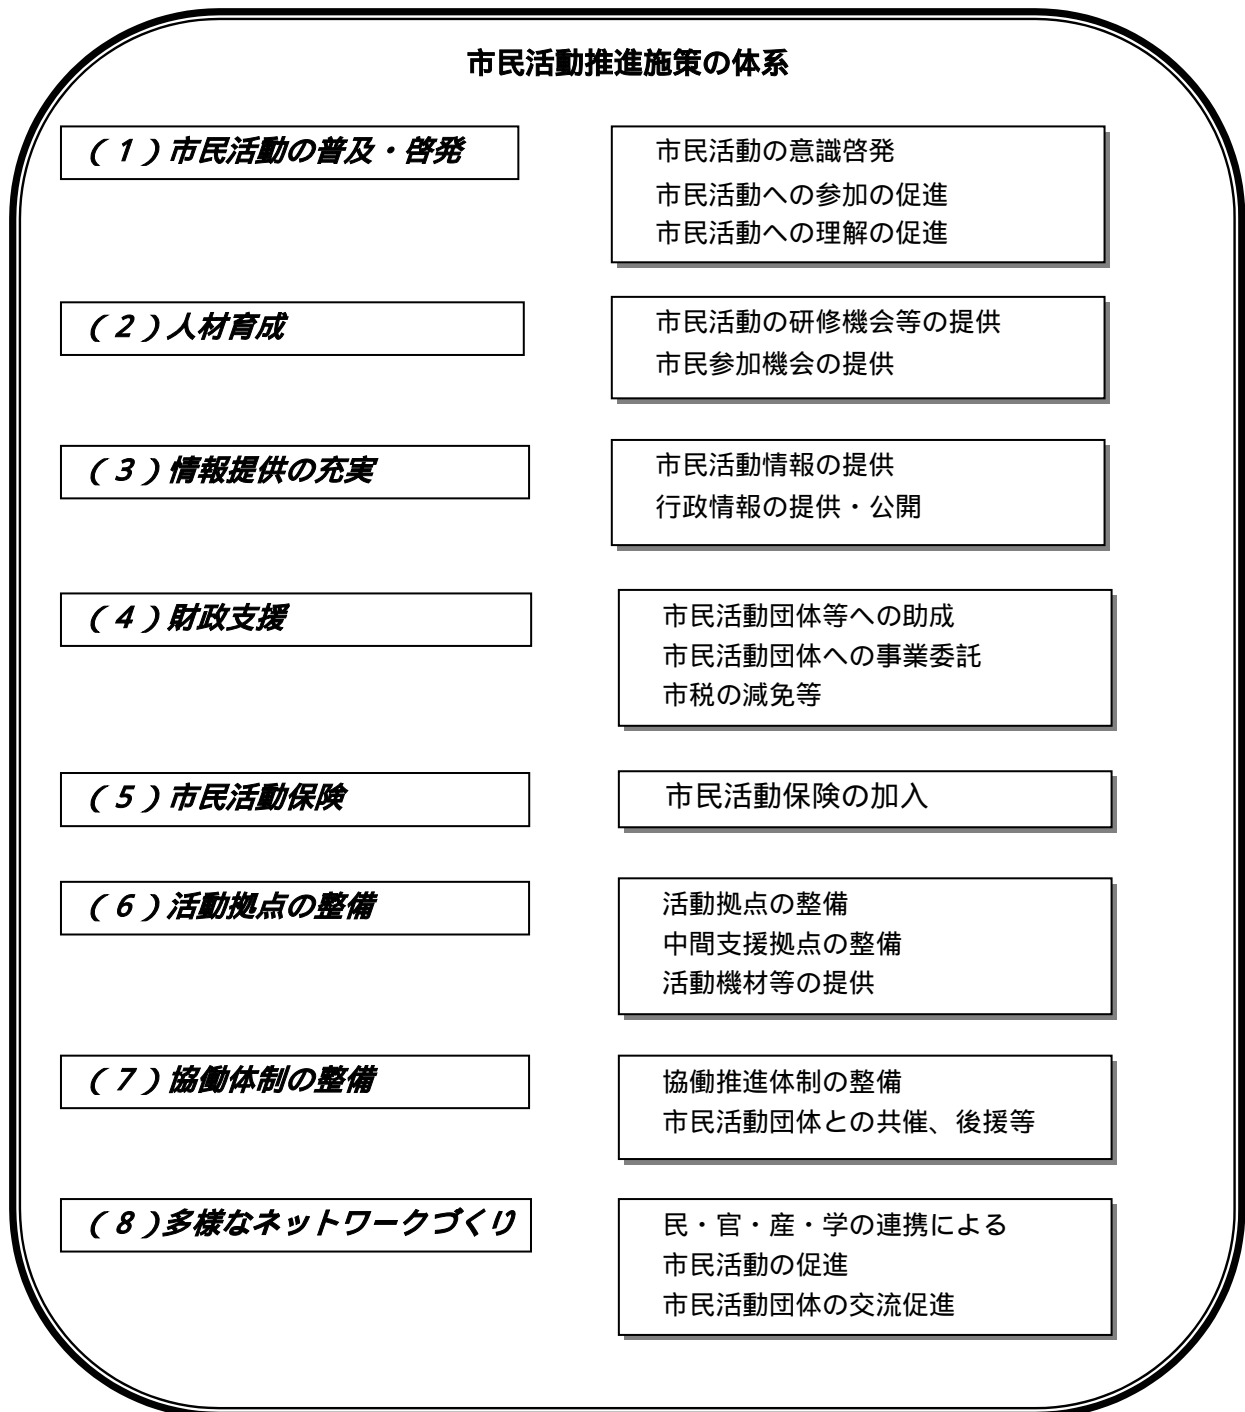 市民活動推進施策の体系
（１）市民活動の普及・啓発
市民活動の意識啓発
市民活動への参加の促進
市民活動への理解の促進
（２）人材育成
市民活動の研修機会等の提供
市民参加機会の提供
（３）情報提供の充実
市民活動情報の提供
行政情報の提供・公開
（４）財政支援
市民活動団体等への助成
市民活動団体への事業委託
市税の減免等
（５）市民活動保険
市民活動保険の加入
（６）活動拠点の整備
活動拠点の整備
中間支援拠点の整備
活動機材等の提供
（７）協働体制の整備
協働推進体制の整備
市民活動団体との共催、後援等
（８）多様なネットワークづくり
民・官・産・学の連携による
市民活動の促進
市民活動団体の交流促進